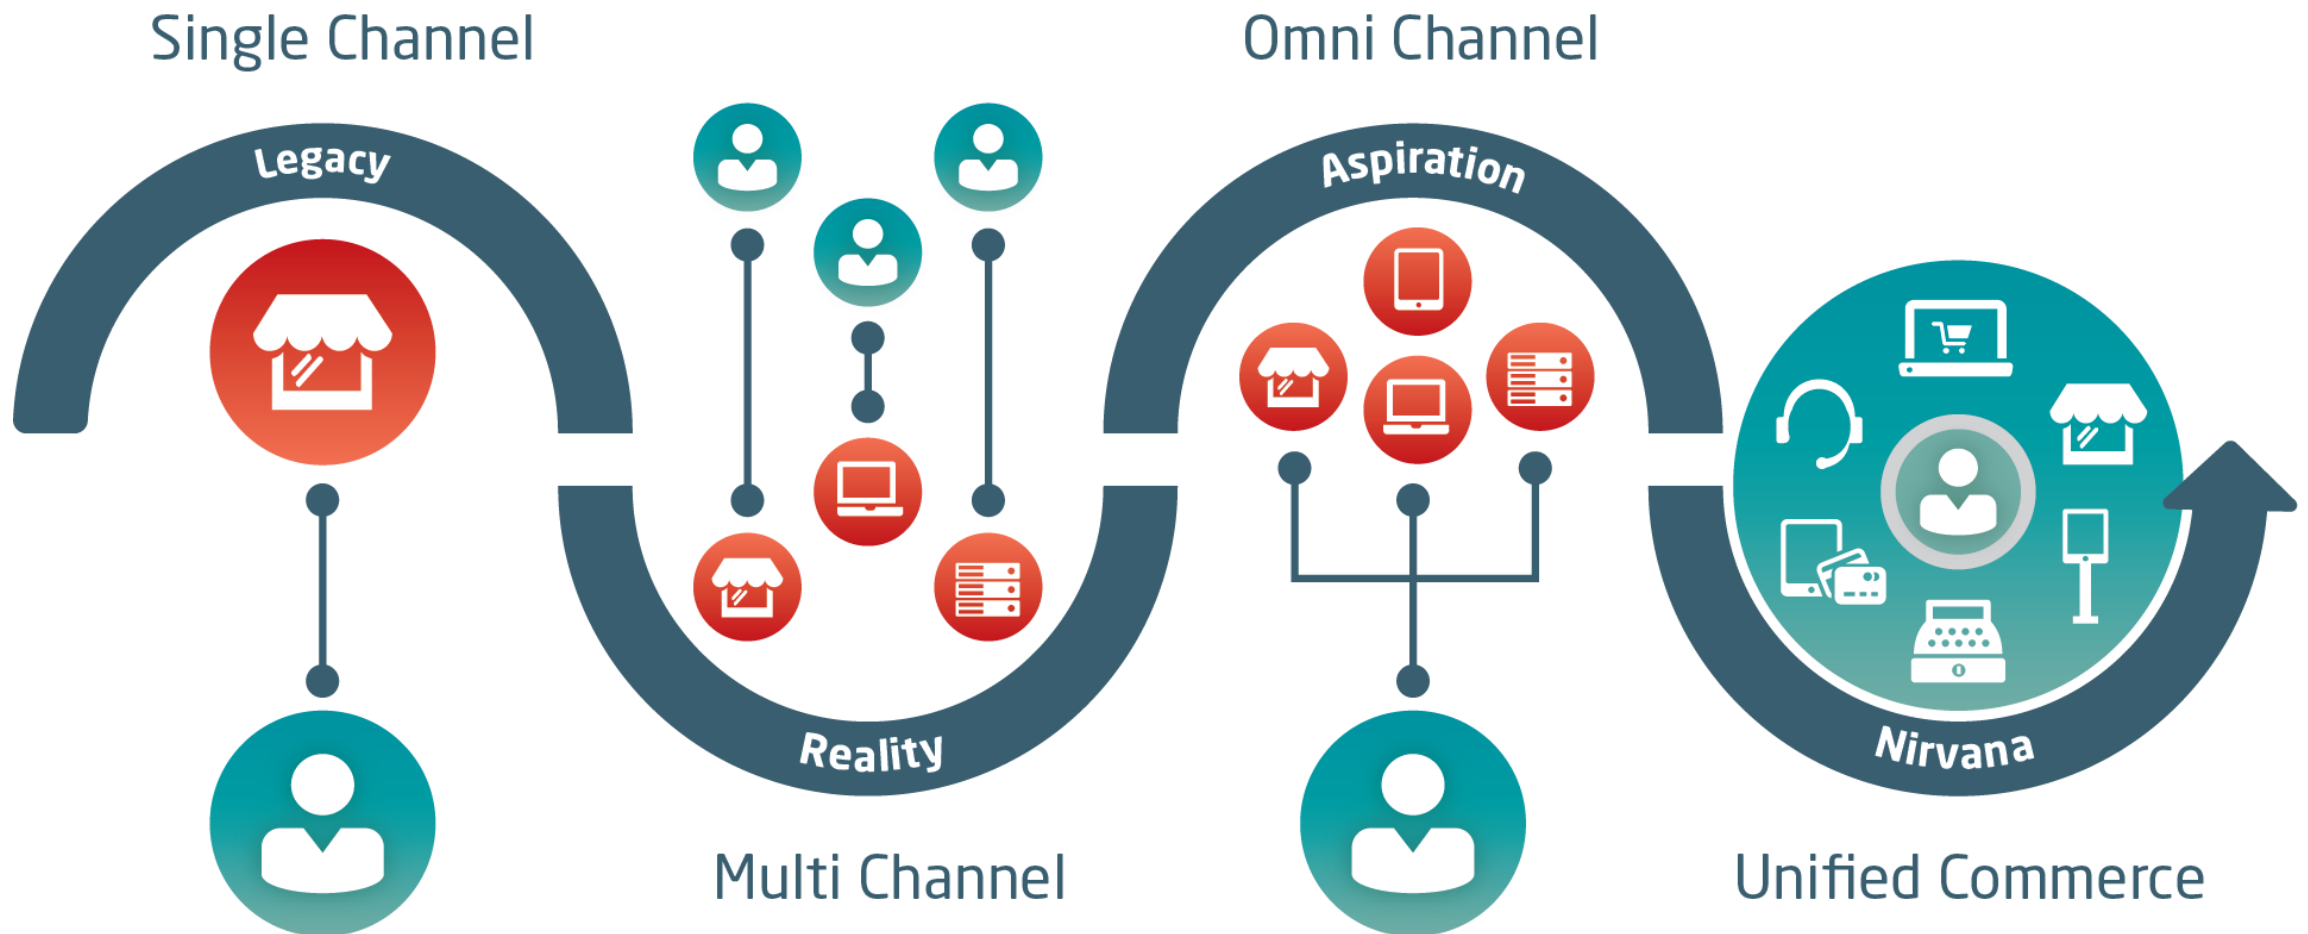 Single Channel
Legacy
Reality
Multi Channel
Omni Channel
Aspiration
Nirvana
Unified Commerce